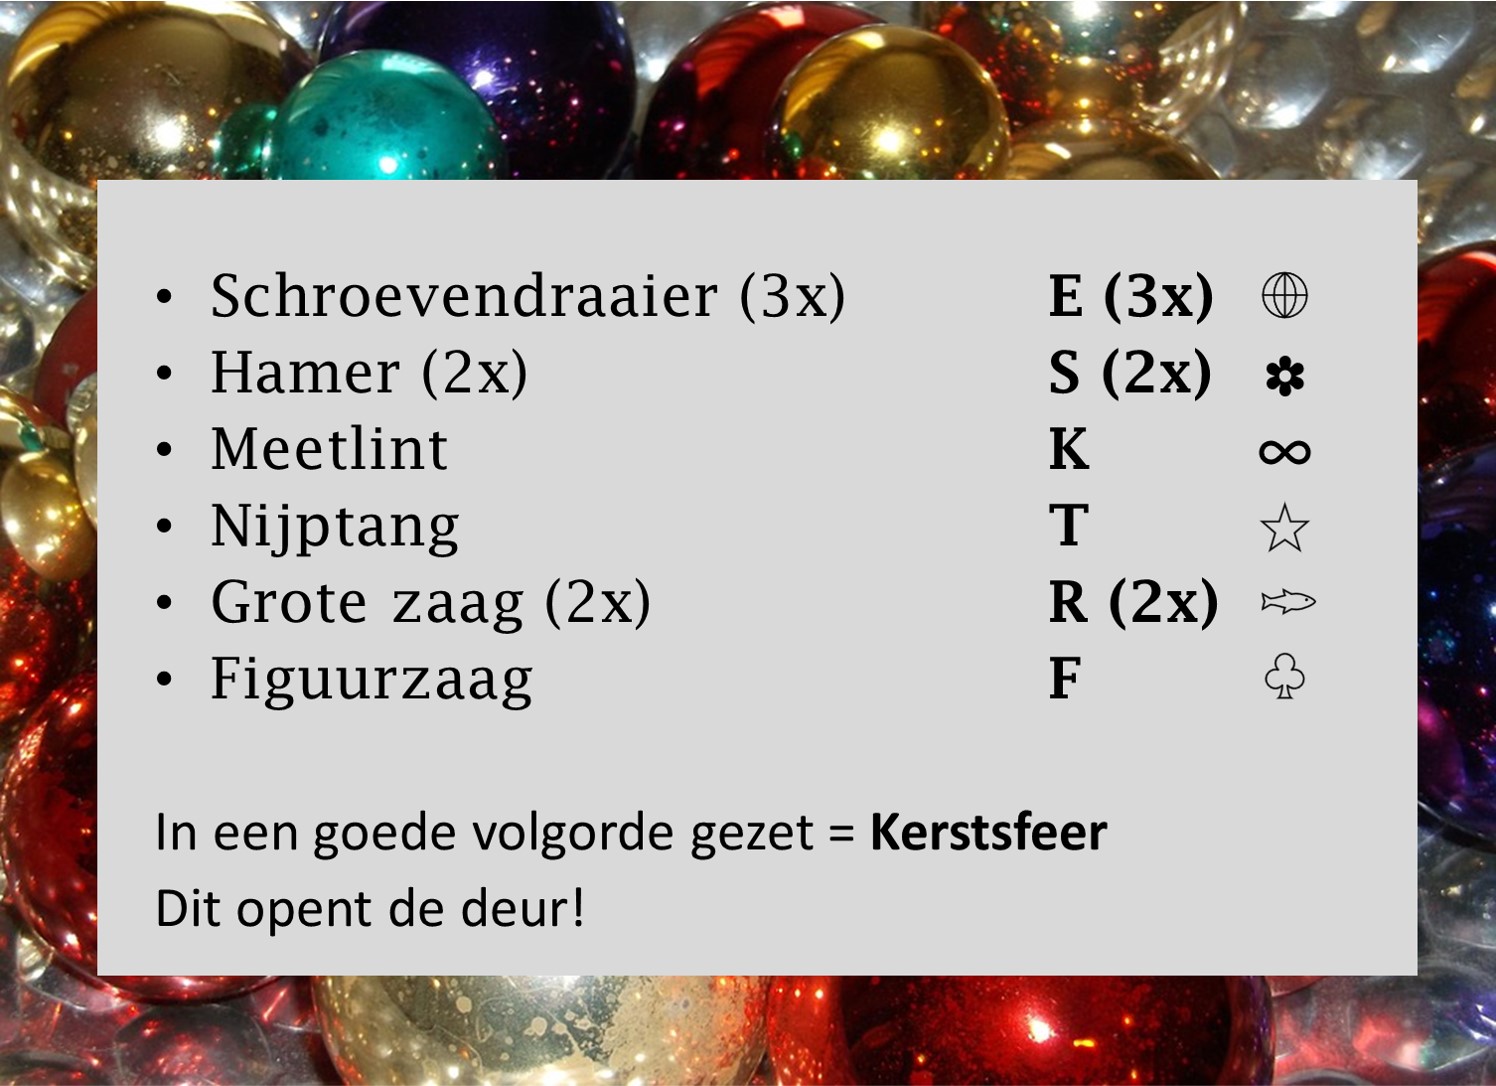 • Schroevendraaier (3x) E (3x) 🌐
• Hamer (2x) S (2x) ✽
• Meetlint K ∞
• Nijptang T ☆
• Grote zaag (2x) R (2x) 🐟
• Figuurzaag F ♧
In een goede volgorde gezet = Kerstsfeer
Dit opent de deur!